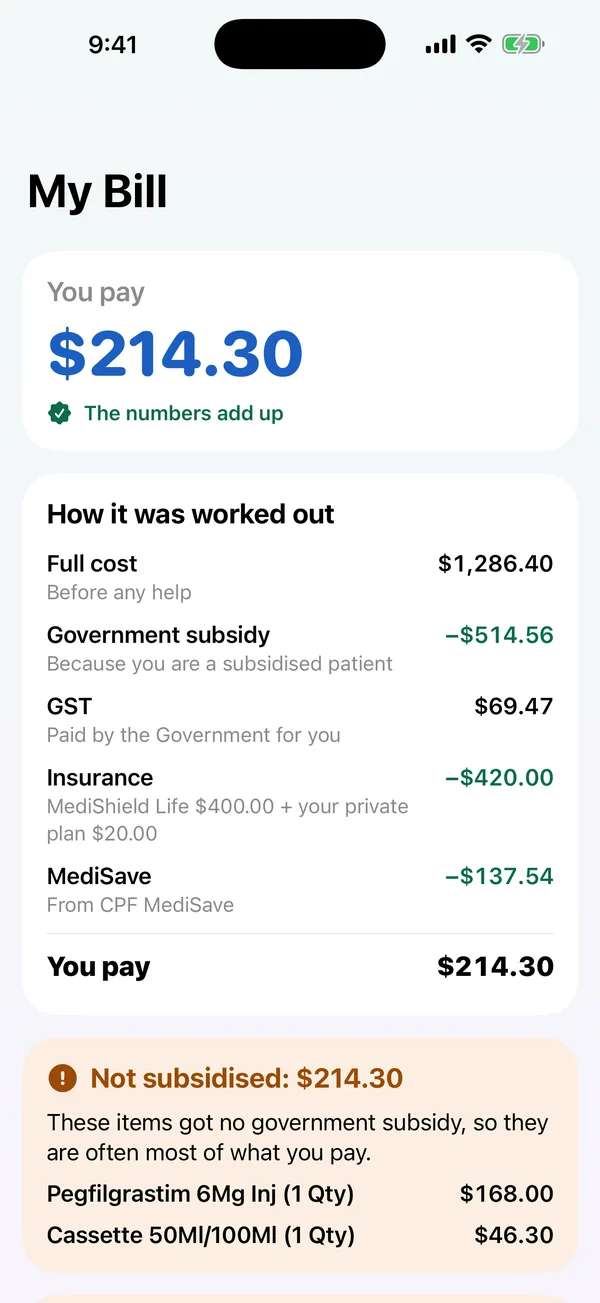 9:41
My Bill
You pay
$214.30
The numbers add up
How it was worked out
Full cost $1,286.40
Before any help
Government subsidy –$514.56
Because you are a subsidised patient
GST $69.47
Paid by the Government for you
Insurance –$420.00
MediShield Life $400.00 + your private
plan $20.00
MediSave –$137.54
From CPF MediSave
You pay $214.30
Not subsidised: $214.30
These items got no government subsidy, so they
are often most of what you pay.
Pegfilgrastim 6Mg Inj (1 Qty) $168.00
Cassette 50Ml/100Ml (1 Qty) $46.30